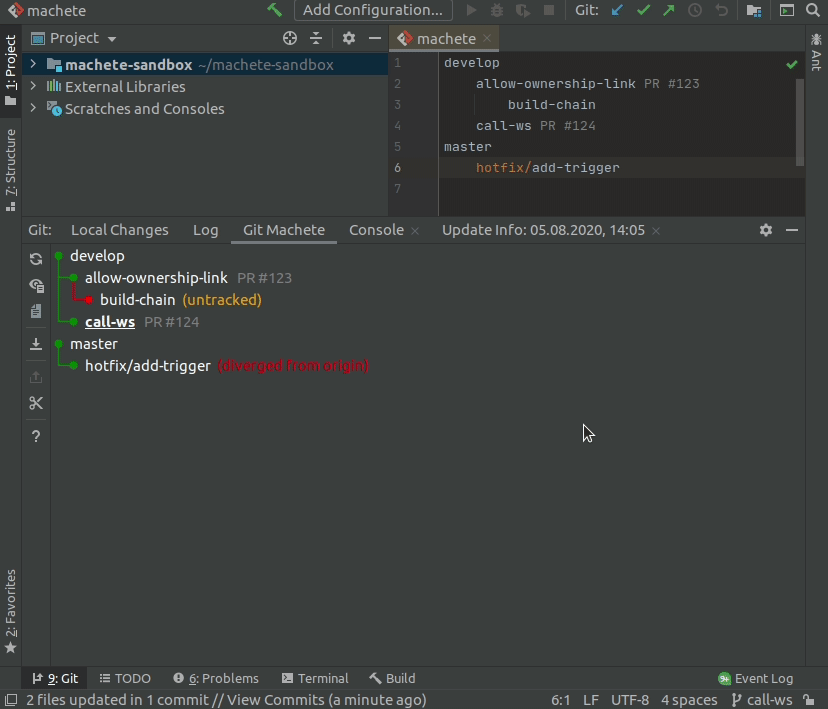 machete
Add Configuration...
Git:
1: Project
Project
machete
Ant
machete-sandbox ~/machete-sandbox
External Libraries
Scratches and Consoles
1 develop
2 allow-ownership-link PR #123
3 build-chain
4 call-ws PR #124
5 master
6 hotfix/add-trigger
7
7: Structure
Git: Local Changes Log Git Machete Console Update Info: 05.08.2020, 14:05
develop
allow-ownership-link PR #123
build-chain (untracked)
call-ws PR #124
master
hotfix/add-trigger (diverged from origin)
?
2: Favorites
9: Git TODO 6: Problems Terminal Build 9+ Event Log
2 files updated in 1 commit // View Commits (a minute ago) 6:1 LF UTF-8 4 spaces call-ws